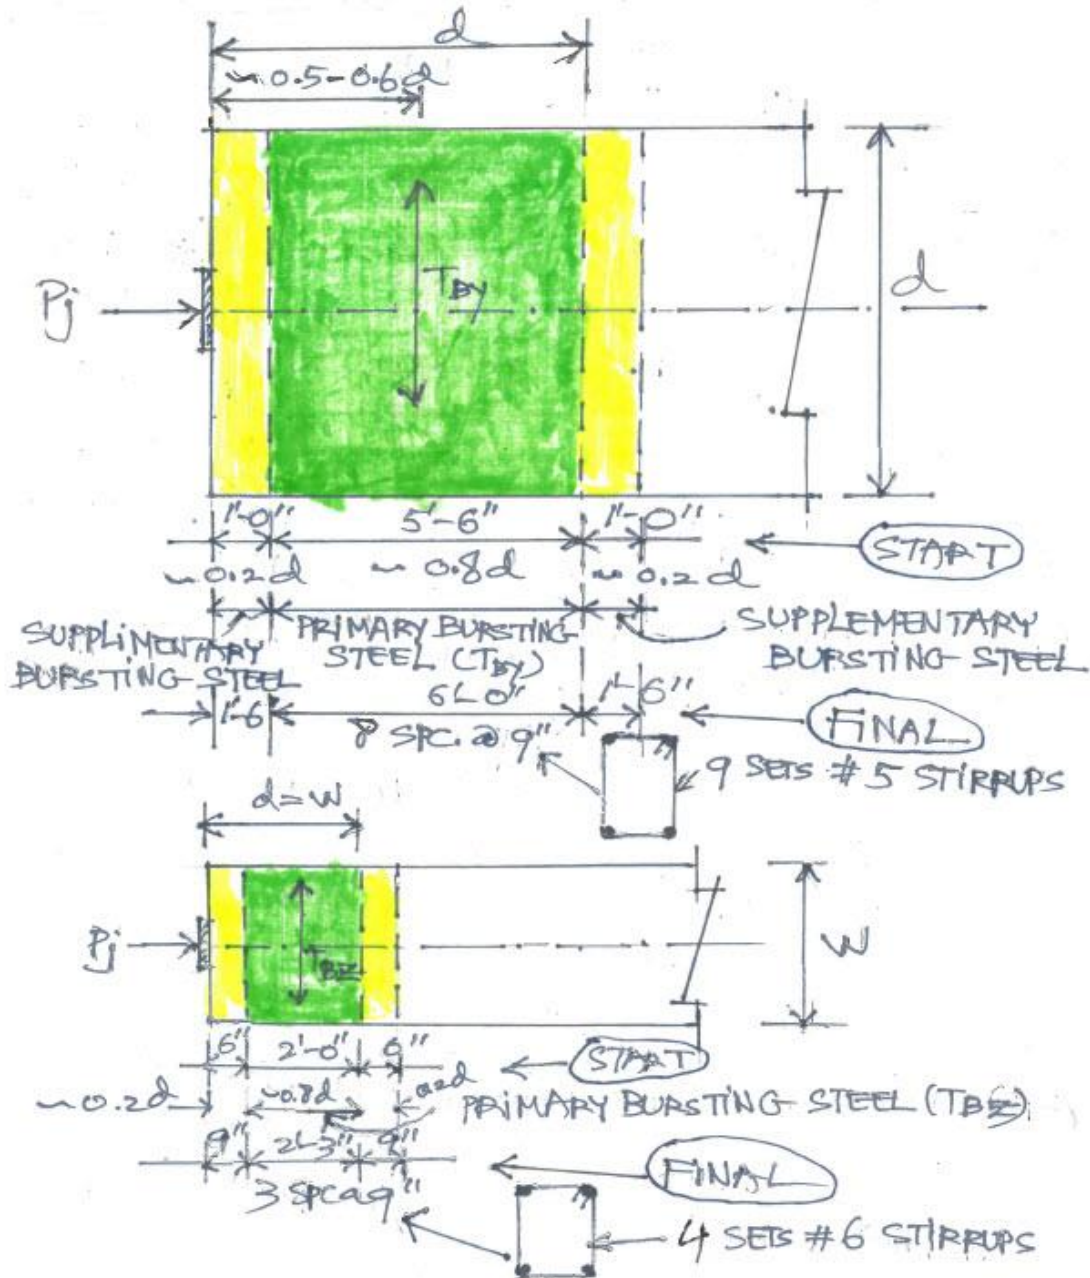 d
~ 0.5-0.6d
TBY
Pj
d
1'-0" 5'-6" 1'-0"
START
~ 0.2d ~ 0.8d ~ 0.2d
SUPPLIMENTARY BURSTING STEEL
PRIMARY BURSTING STEEL (TBY)
SUPPLEMENTARY BURSTING STEEL
1'-6 6'-0" 1'-6"
FINAL
8 SPC. @ 9"
9 SETS #5 STIRRUPS
d=W
Pj
TBZ
W
6" 2'-0" 6"
START
~0.2d ~0.8d 0.2d
PRIMARY BURSTING STEEL (TBZ)
9" 2'-3" 9"
FINAL
3 SPC @ 9"
4 SETS #6 STIRRUPS